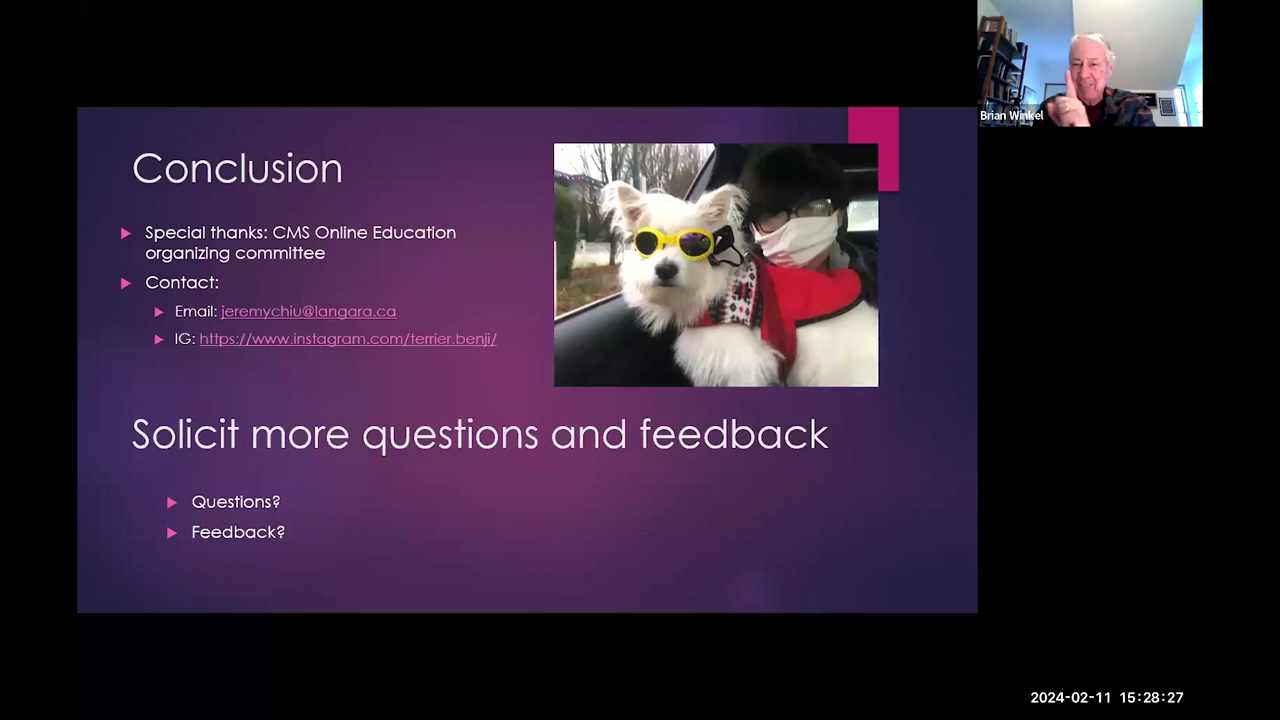 Brian Winkel
Conclusion
Special thanks: CMS Online Education
organizing committee
Contact:
Email: jeremychiu@langara.ca
IG: https://www.instagram.com/terrier.benji/
Solicit more questions and feedback
Questions?
Feedback?
2024-02-11 15:28:27